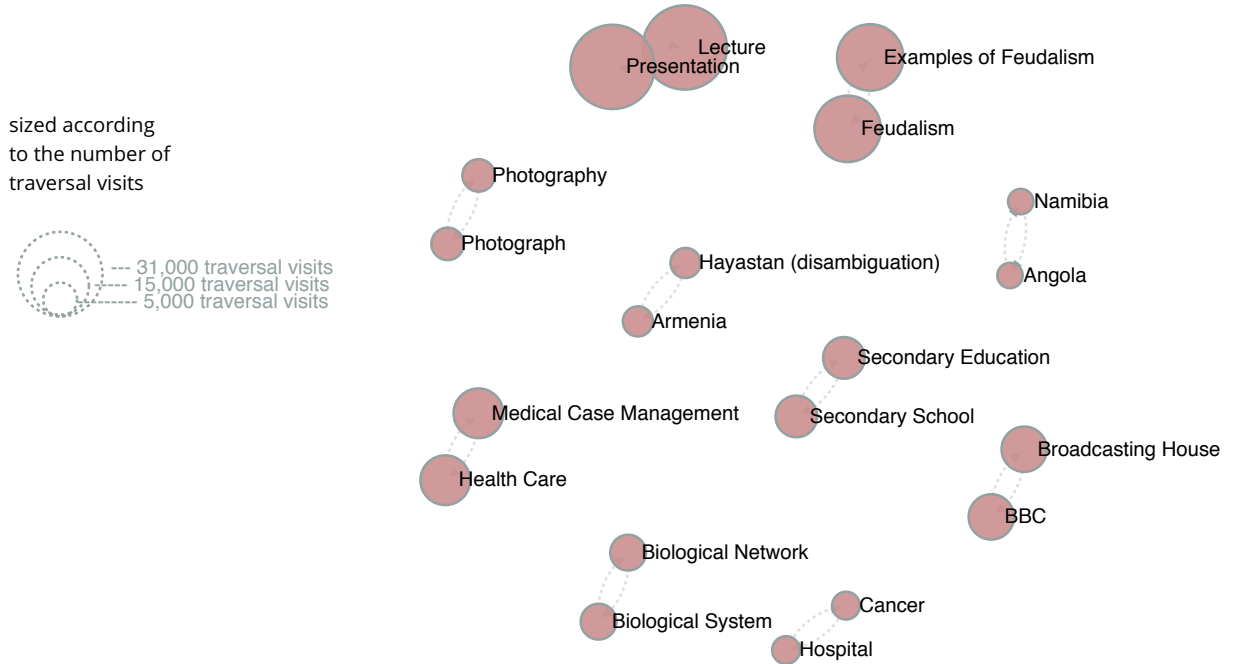 sized according
to the number of
traversal visits
31,000 traversal visits
15,000 traversal visits
5,000 traversal visits
Lecture
Presentation
Examples of Feudalism
Feudalism
Photography
Photograph
Namibia
Angola
Hayastan (disambiguation)
Armenia
Secondary Education
Secondary School
Medical Case Management
Health Care
Broadcasting House
BBC
Biological Network
Biological System
Cancer
Hospital